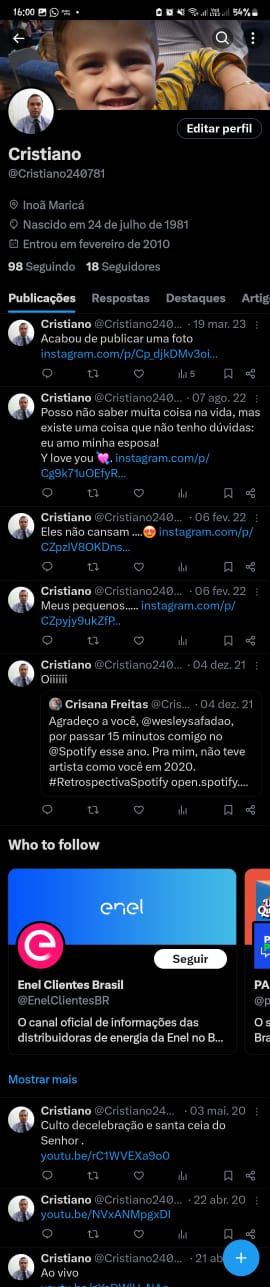 16:00
54%
Editar perfil
Cristiano
@Cristiano240781
Inoã Maricá
Nascido em 24 de julho de 1981
Entrou em fevereiro de 2010
98 Seguindo 18 Seguidores
Publicações Respostas Destaques Artig
Cristiano @Cristiano240... · 19 mar. 23
Acabou de publicar uma foto
instagram.com/p/Cp_djkDMv3oi...
5
Cristiano @Cristiano240... · 07 ago. 22
Posso não saber muita coisa na vida, mas
existe uma coisa que não tenho dúvidas:
eu amo minha esposa!
Y love you 💘. instagram.com/p/
Cg9k71uOEfyR...
Cristiano @Cristiano240... · 06 fev. 22
Eles não cansam ....😍 instagram.com/p/
CZpzIV8OKDns...
Cristiano @Cristiano240... · 06 fev. 22
Meus pequenos..... instagram.com/p/
CZpyjy9ukZfP...
Cristiano @Cristiano240... · 04 dez. 21
Oiiiiii
Crisana Freitas @Cris... · 04 dez. 21
Agradeço a você, @wesleysafadao,
por passar 15 minutos comigo no
@Spotify esse ano. Pra mim, não teve
artista como você em 2020.
#RetrospectivaSpotify open.spotify....
Who to follow
enel
Seguir
Enel Clientes Brasil
@EnelClientesBR
O canal oficial de informações das
distribuidoras de energia da Enel no B...
PA
@p
O s
Bra
Mostrar mais
Cristiano @Cristiano24... · 03 mai. 20
Culto decelebração e santa ceia do
Senhor .
youtu.be/rC1WVEXa9o0
Cristiano @Cristiano240... · 22 abr. 20
youtu.be/NVxANMpgxDI
Cristiano @Cristiano240... · 21 ab
Ao vivo